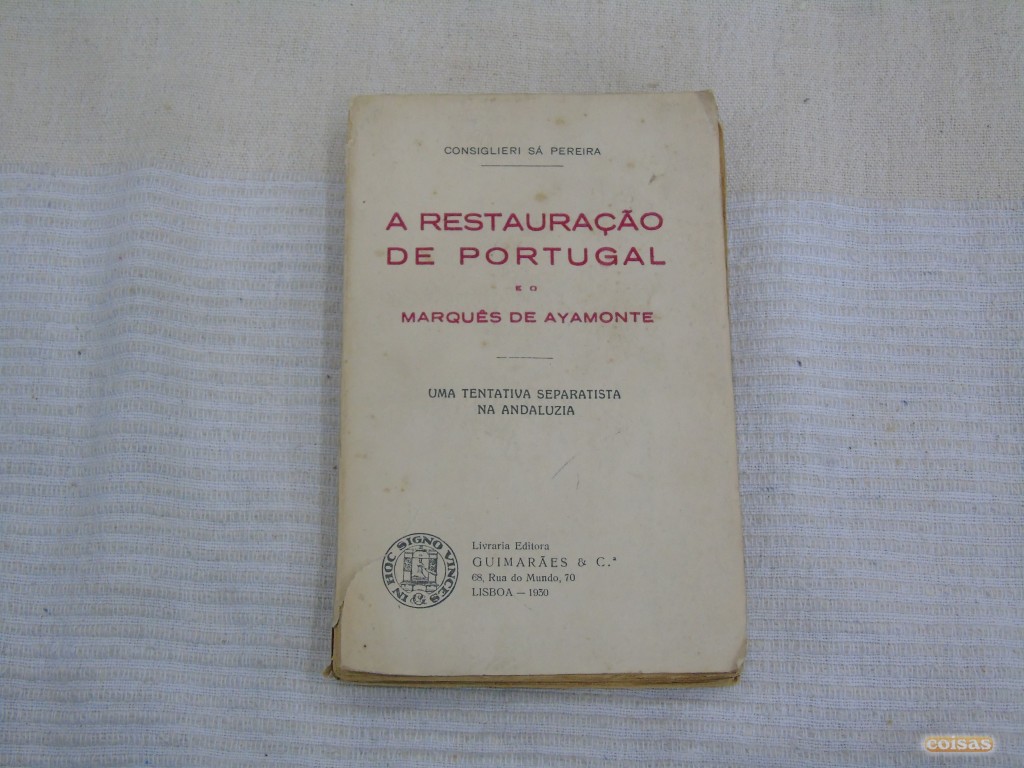 CONSIGLIERI SÁ PEREIRA
A RESTAURAÇÃO
DE PORTUGAL
E O
MARQUÊS DE AYAMONTE
UMA TENTATIVA SEPARATISTA
NA ANDALUZIA
IN HOC SIGNO VINCES
Livraria Editora
GUIMARÃES & C.ª
68, Rua do Mundo, 70
LISBOA — 1930
coisas